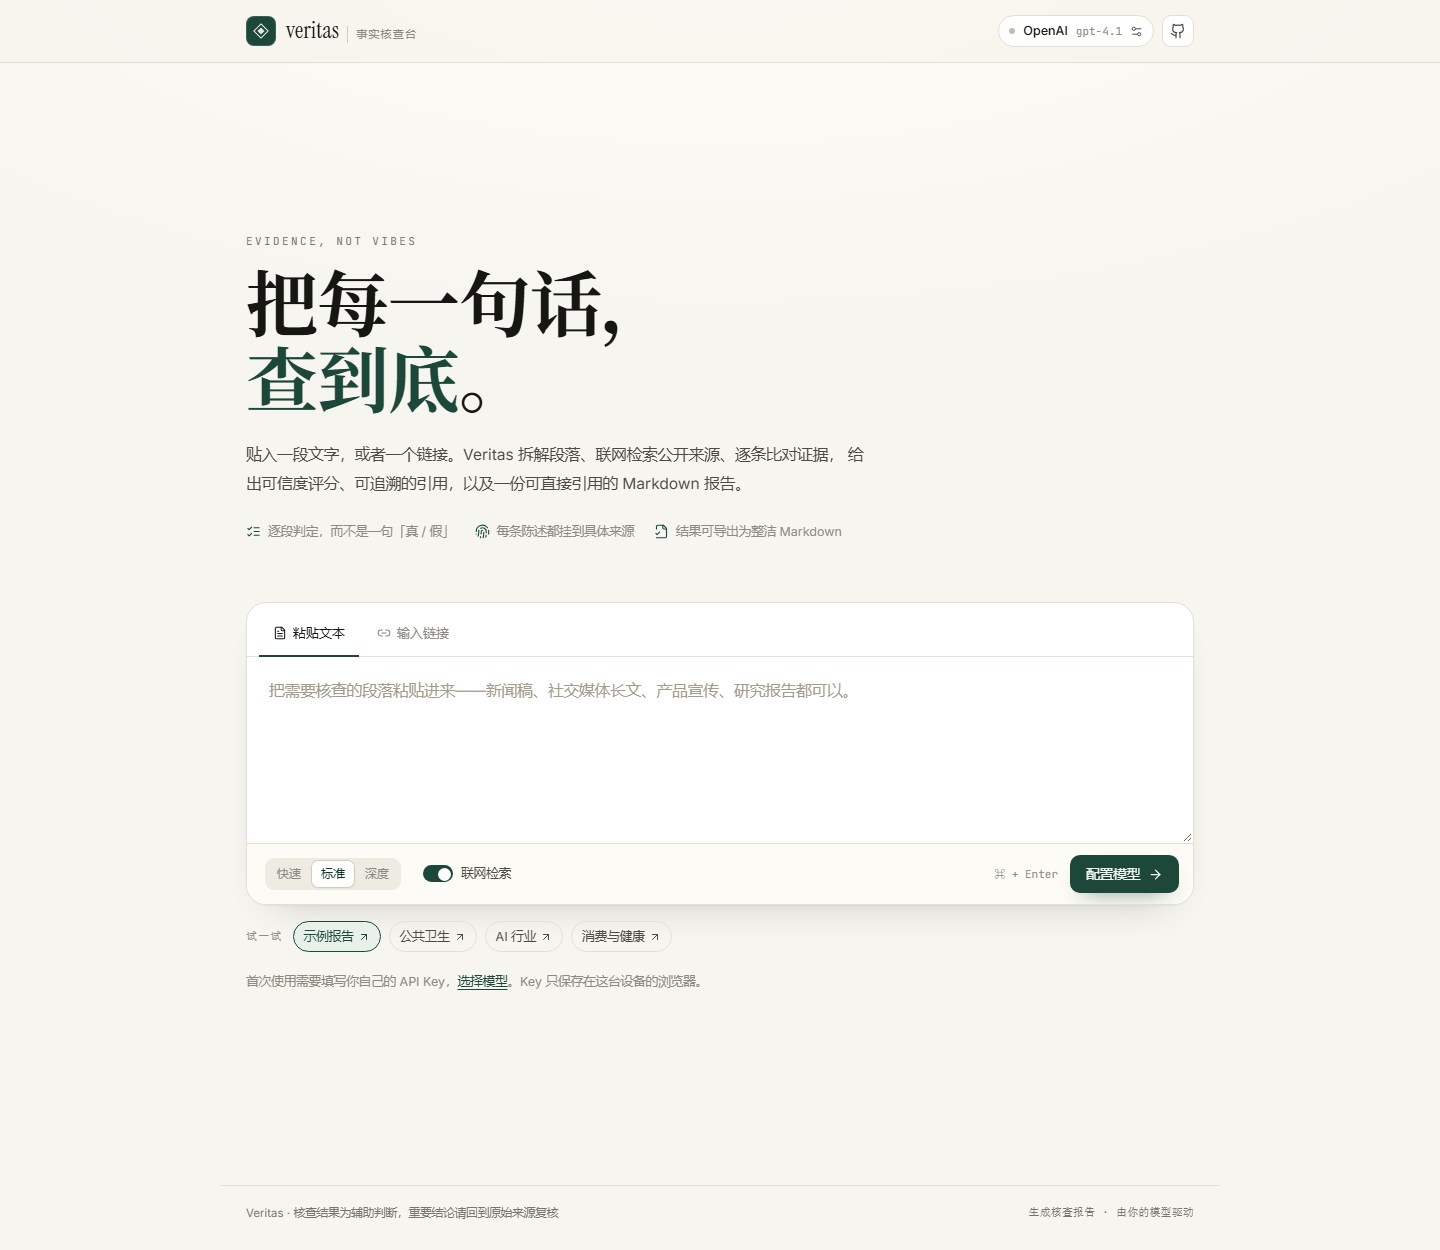 veritas 事实核查台
OpenAI gpt-4.1
EVIDENCE, NOT VIBES
把每一句话，
查到底。
贴入一段文字，或者一个链接。Veritas 拆解段落、联网检索公开来源、逐条比对证据， 给
出可信度评分、可追溯的引用，以及一份可直接引用的 Markdown 报告。
逐段判定，而不是一句「真 / 假」 每条陈述都挂到具体来源 结果可导出为整洁 Markdown
粘贴文本 输入链接
把需要核查的段落粘贴进来——新闻稿、社交媒体长文、产品宣传、研究报告都可以。
快速 标准 深度 联网检索 ⌘ + Enter 配置模型 →
试一试 示例报告 公共卫生 AI 行业 消费与健康
首次使用需要填写你自己的 API Key，选择模型。Key 只保存在这台设备的浏览器。
Veritas · 核查结果为辅助判断，重要结论请回到原始来源复核
生成核查报告 · 由你的模型驱动